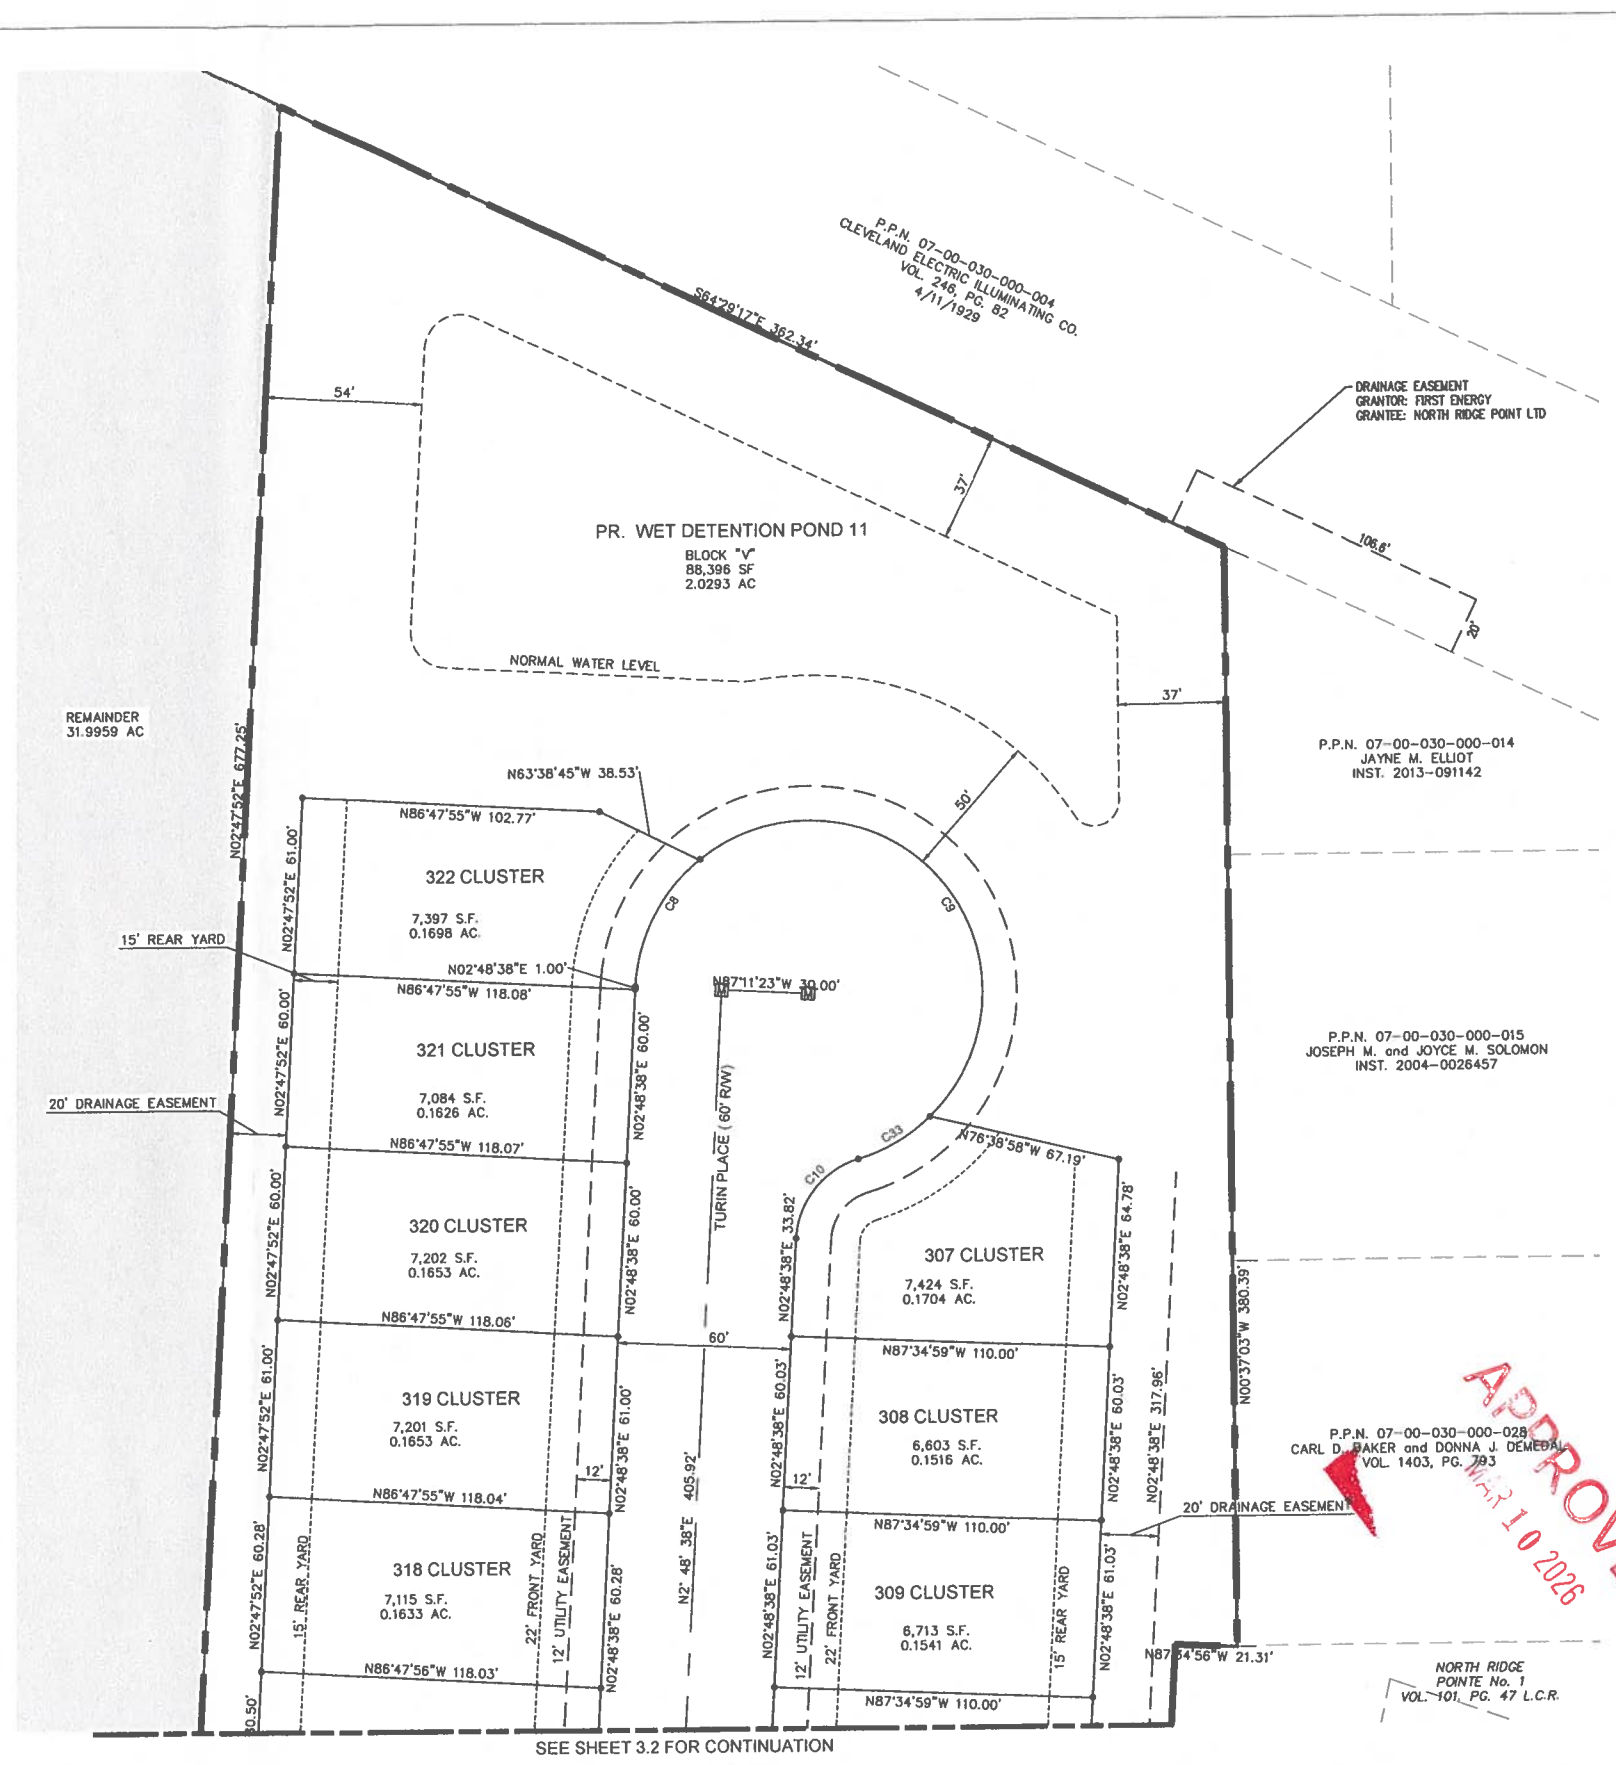 P.P.N. 07-00-030-000-004
CLEVELAND ELECTRIC ILLUMINATING CO.
VOL. 246, PG. 82
4/11/1929
S64°29'17"E 362.34'
DRAINAGE EASEMENT
GRANTOR: FIRST ENERGY
GRANTEE: NORTH RIDGE POINT LTD
54'
37'
PR. WET DETENTION POND 11
BLOCK "V"
88,396 SF
2.0293 AC
106.6'
20'
NORMAL WATER LEVEL
37'
REMAINDER
31.9959 AC
N02°47'52"E 677.25'
P.P.N. 07-00-030-000-014
JAYNE M. ELLIOT
INST. 2013-091142
N63°38'45"W 38.53'
50'
N86°47'55"W 102.77'
N02°47'52"E 61.00'
322 CLUSTER
7,397 S.F.
0.1698 AC.
C8
C9
15' REAR YARD
N02°48'38"E 1.00'
N86°47'55"W 118.08'
N87°11'23"W 30.00'
M
M
N02°47'52"E 60.00'
321 CLUSTER
7,084 S.F.
0.1626 AC.
N02°48'38"E 60.00'
P.P.N. 07-00-030-000-015
JOSEPH M. and JOYCE M. SOLOMON
INST. 2004-0026457
20' DRAINAGE EASEMENT
N86°47'55"W 118.07'
TURIN PLACE ( 60' R/W)
C33
C10
N76°38'58"W 67.19'
N02°47'52"E 60.00'
320 CLUSTER
7,202 S.F.
0.1653 AC.
N02°48'38"E 60.00'
N02°48'38"E 33.82'
307 CLUSTER
7,424 S.F.
0.1704 AC.
N02°48'38"E 64.78'
N00°37'03"W 380.39'
N86°47'55"W 118.06'
60'
N87°34'59"W 110.00'
N02°47'52"E 61.00'
319 CLUSTER
7,201 S.F.
0.1653 AC.
N02°48'38"E 61.00'
12'
N02°48'38"E 60.03'
308 CLUSTER
6,603 S.F.
0.1516 AC.
12'
N02°48'38"E 60.03'
N02°48'38"E 317.96'
P.P.N. 07-00-030-000-028
CARL D. BAKER and DONNA J. DEMEDAL
VOL. 1403, PG. 793
APPROVE
MAR 10 2026
N86°47'55"W 118.04'
N2° 48' 38"E 405.92'
N87°34'59"W 110.00'
20' DRAINAGE EASEMENT
N02°47'52"E 60.28'
15' REAR YARD
318 CLUSTER
7,115 S.F.
0.1633 AC.
22' FRONT YARD
12' UTILITY EASEMENT
N02°48'38"E 60.28'
N02°48'38"E 61.03'
12' UTILITY EASEMENT
22' FRONT YARD
309 CLUSTER
6,713 S.F.
0.1541 AC.
15' REAR YARD
N02°48'38"E 61.03'
N87°34'56"W 21.31'
N86°47'56"W 118.03'
N87°34'59"W 110.00'
NORTH RIDGE
POINTE No. 1
VOL. 101, PG. 47 L.C.R.
0.50'
SEE SHEET 3.2 FOR CONTINUATION